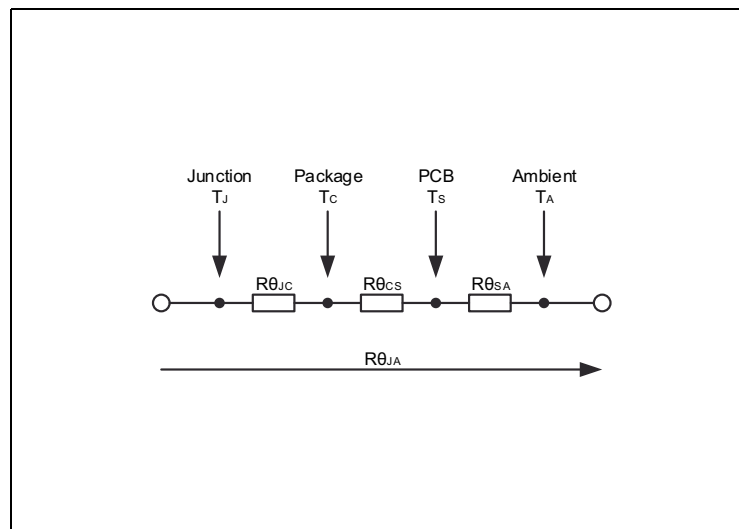 Junction
TJ
Package
TC
PCB
TS
Ambient
TA
RθJC
RθCS
RθSA
RθJA